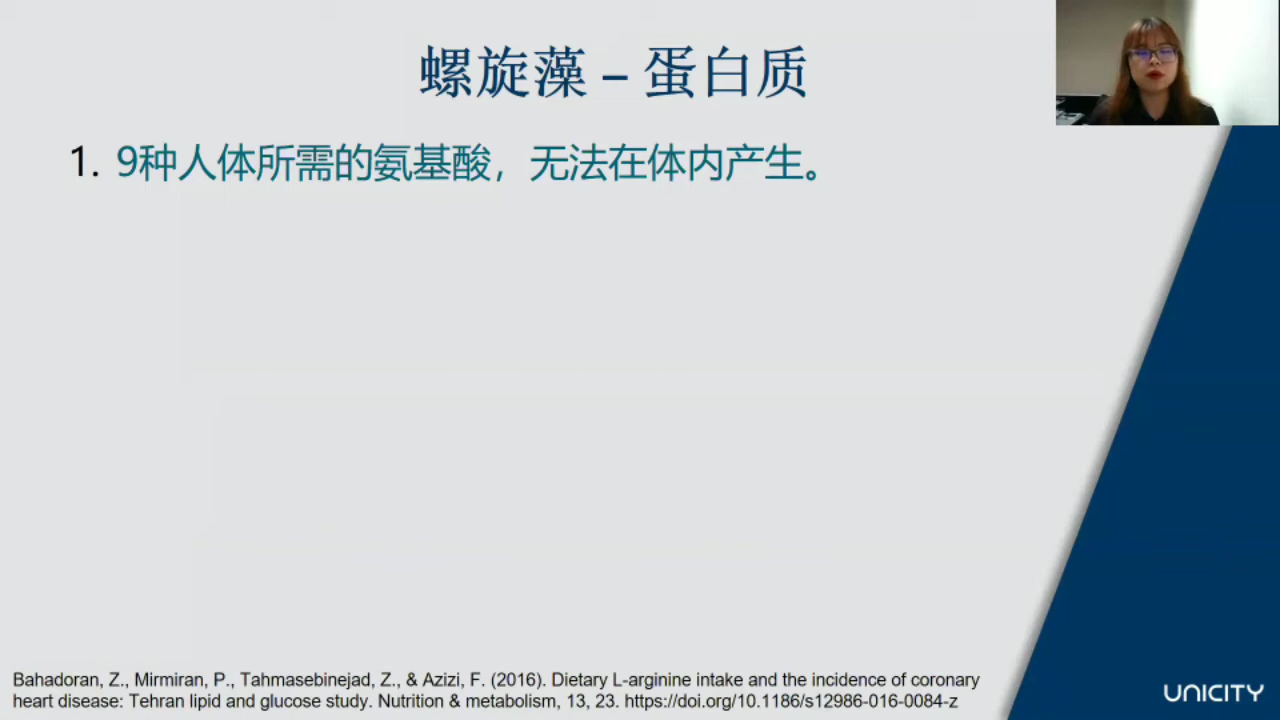 螺旋藻 – 蛋白质
1. 9种人体所需的氨基酸，无法在体内产生。
Bahadoran, Z., Mirmiran, P., Tahmasebinejad, Z., & Azizi, F. (2016). Dietary L-arginine intake and the incidence of coronary
heart disease: Tehran lipid and glucose study. Nutrition & metabolism, 13, 23. https://doi.org/10.1186/s12986-016-0084-z
UNICITY